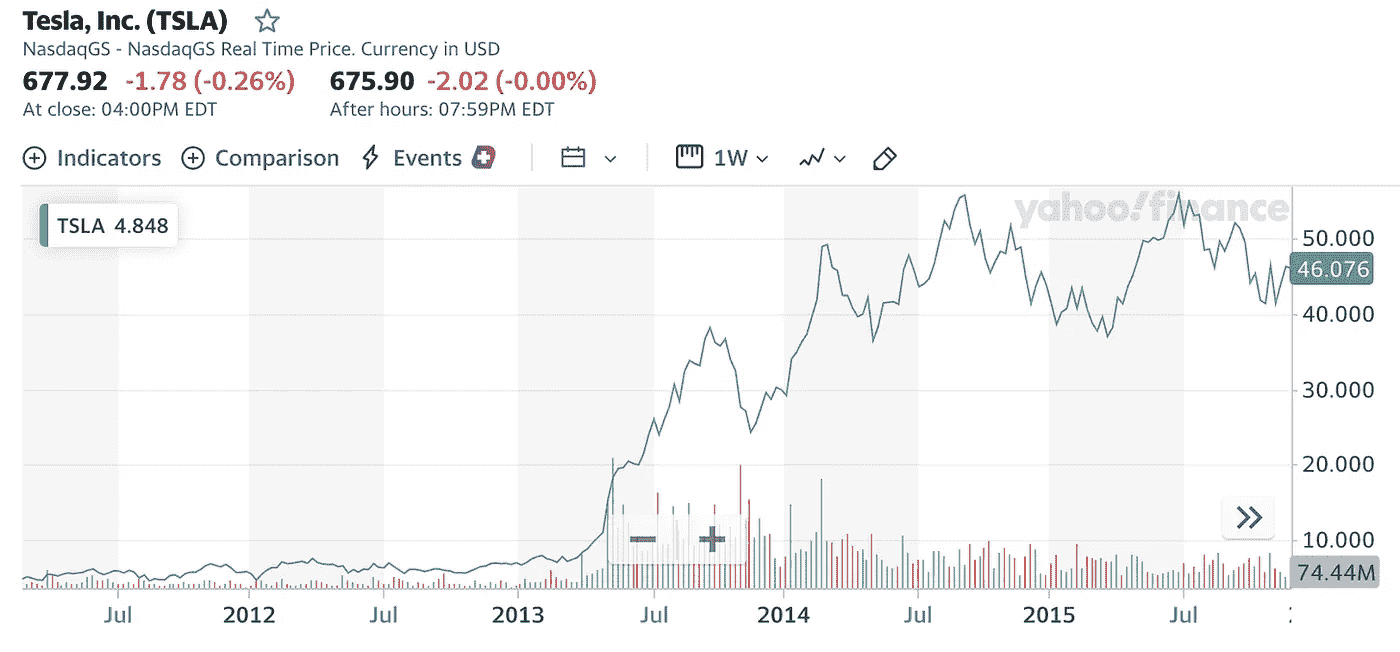 Tesla, Inc. (TSLA)
NasdaqGS - NasdaqGS Real Time Price. Currency in USD
677.92 -1.78 (-0.26%) 675.90 -2.02 (-0.00%)
At close: 04:00PM EDT After hours: 07:59PM EDT
Indicators Comparison Events 1W
TSLA 4.848
yahoo!finance
50.000
46.076
40.000
30.000
20.000
10.000
74.44M
Jul 2012 Jul 2013 Jul 2014 Jul 2015 Jul